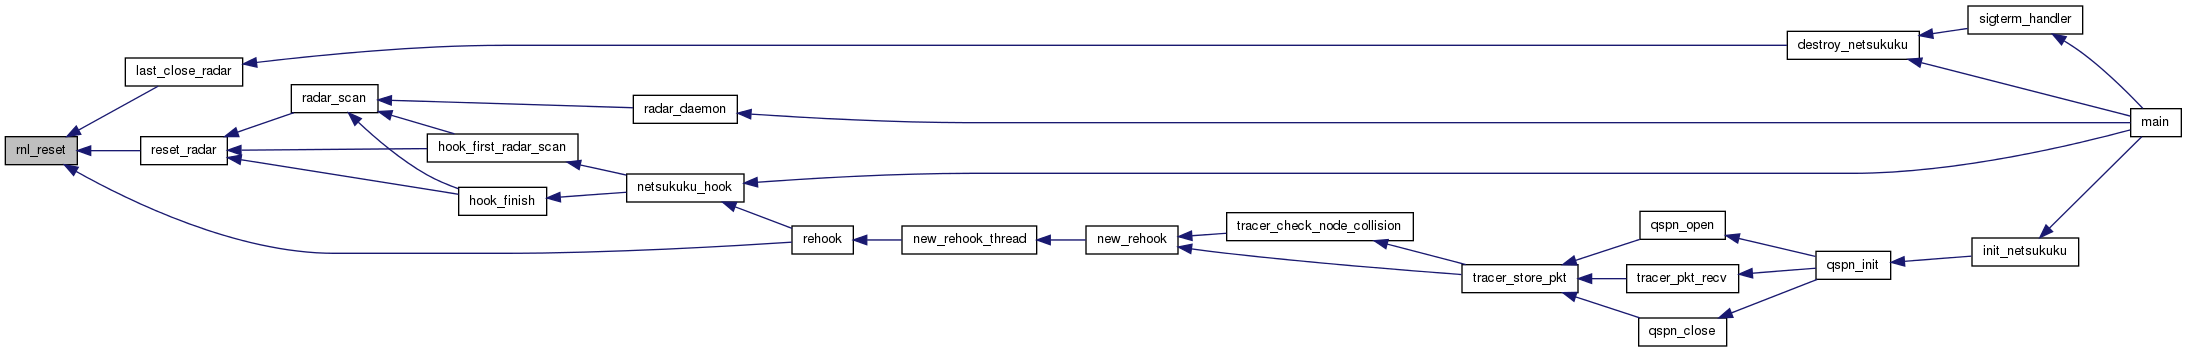 rnl_reset
last_close_radar
reset_radar
radar_scan
hook_first_radar_scan
hook_finish
radar_daemon
netsukuku_hook
rehook
new_rehook_thread
new_rehook
tracer_check_node_collision
tracer_store_pkt
qspn_open
tracer_pkt_recv
qspn_close
destroy_netsukuku
qspn_init
sigterm_handler
init_netsukuku
main